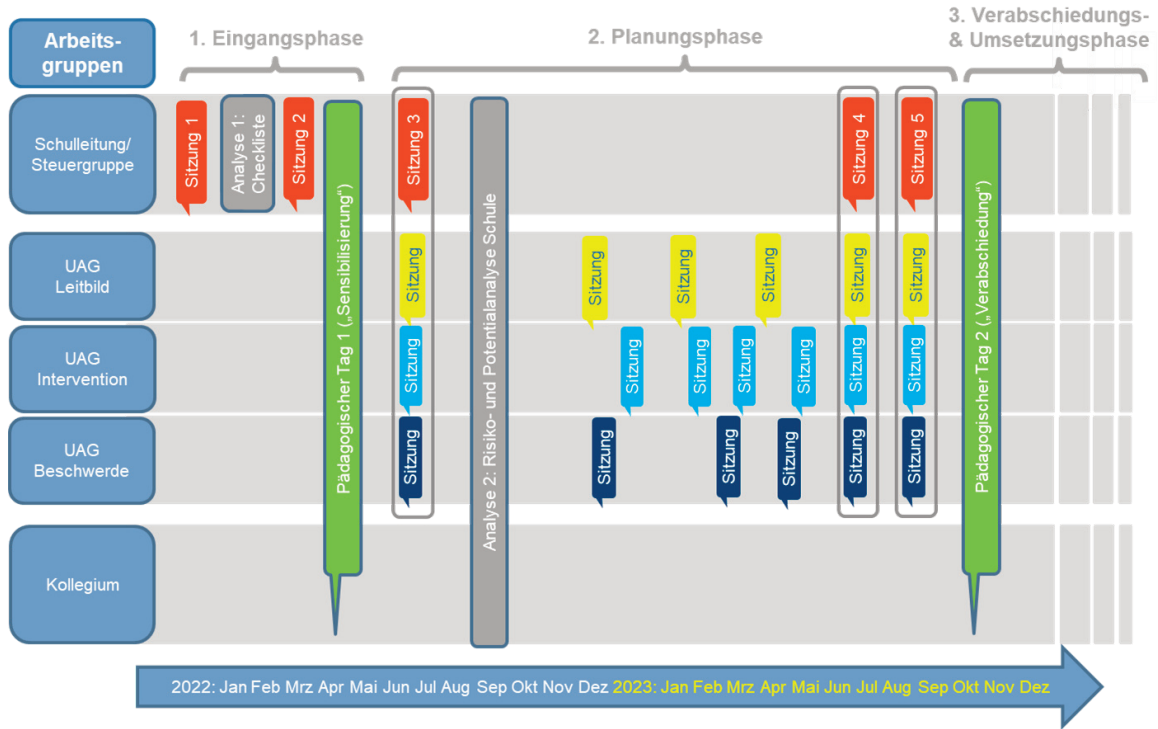 Arbeits-
gruppen
1. Eingangsphase
2. Planungsphase
3. Verabschiedungs-
& Umsetzungsphase
Schulleitung/
Steuergruppe
Sitzung 1
Analyse 1:
Checkliste
Sitzung 2
Pädagogischer Tag 1 („Sensibilisierung“)
Sitzung 3
Analyse 2: Risiko- und Potentialanalyse Schule
Sitzung 4
Sitzung 5
Pädagogischer Tag 2 („Verabschiedung“)
UAG
Leitbild
Sitzung
Sitzung
Sitzung
Sitzung
Sitzung
Sitzung
UAG
Intervention
Sitzung
Sitzung
Sitzung
Sitzung
Sitzung
Sitzung
Sitzung
UAG
Beschwerde
Sitzung
Sitzung
Sitzung
Sitzung
Sitzung
Sitzung
Kollegium
2022: Jan Feb Mrz Apr Mai Jun Jul Aug Sep Okt Nov Dez 2023: Jan Feb Mrz Apr Mai Jun Jul Aug Sep Okt Nov Dez